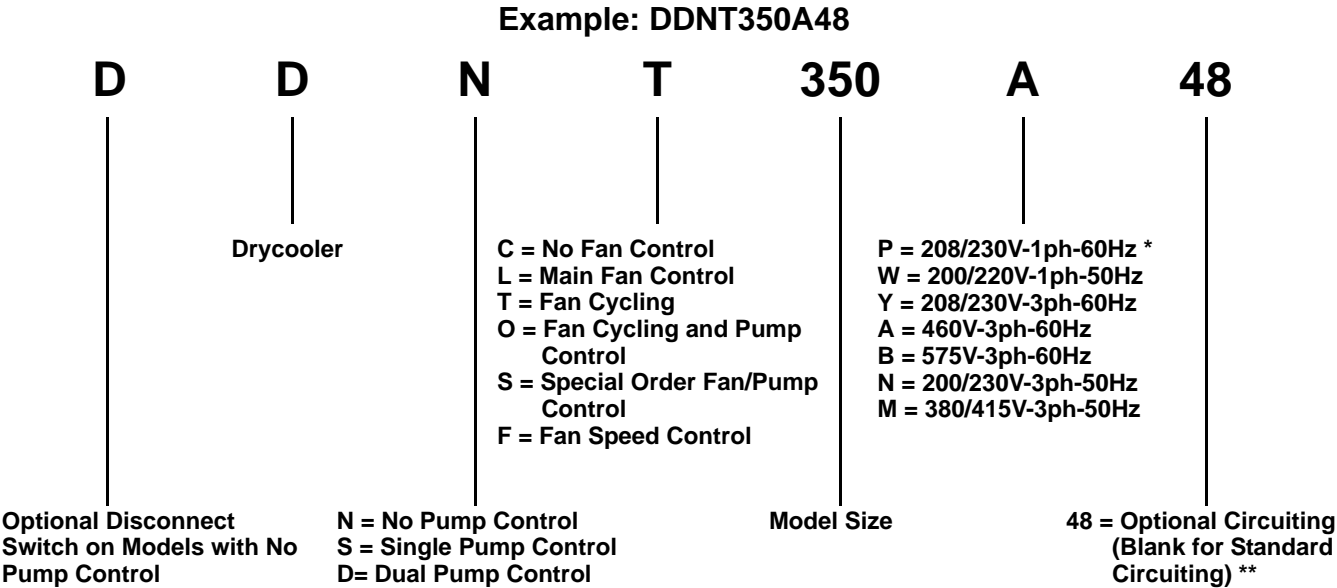 Example: DDNT350A48
D D N T 350 A 48
Drycooler
C = No Fan Control
L = Main Fan Control
T = Fan Cycling
O = Fan Cycling and Pump
Control
S = Special Order Fan/Pump
Control
F = Fan Speed Control
P = 208/230V-1ph-60Hz *
W = 200/220V-1ph-50Hz
Y = 208/230V-3ph-60Hz
A = 460V-3ph-60Hz
B = 575V-3ph-60Hz
N = 200/230V-3ph-50Hz
M = 380/415V-3ph-50Hz
Optional Disconnect
Switch on Models with No
Pump Control
N = No Pump Control
S = Single Pump Control
D= Dual Pump Control
Model Size
48 = Optional Circuiting
(Blank for Standard
Circuiting) **